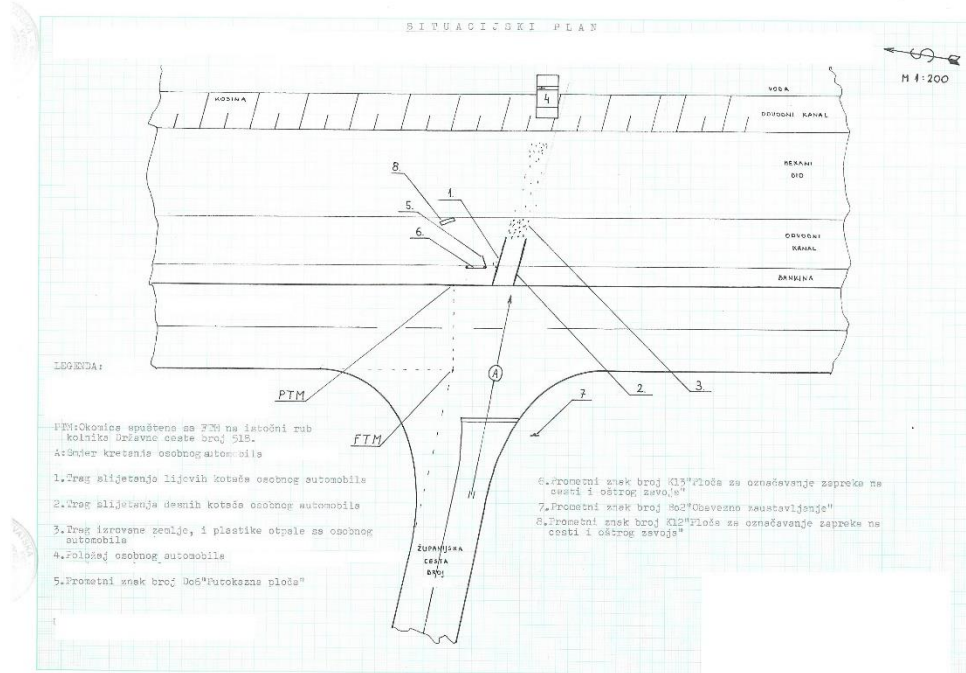 SITUACIJSKI PLAN
M 1:200
VODA
KOSINA
4
ODVODNI KANAL
BEKANI
DIO
8.
1.
5.
6.
ODVODNI
KANAL
BANKINA
LEGENDA:
PTM
A
FTM
7
2.
3.
PTM:Okomica spuštena sa FTM na istočni rub
kolnika Državne ceste broj 518.
A:Smjer kretanja osobnog automobila
1.Trag slijetanja lijevih kotača osobnog automobila
2.Trag slijetanja desnih kotača osobnog automobila
3.Trag izrovane zemlje, i plastike otpale sa osobnog
automobila
4.Položaj osobnog automobila
5.Prometni znak broj Do6"Putokazna ploča"
6.Prometni znak broj K13"Ploča za označavanje zapreke na
cesti i oštrog zavoja"
7.Prometni znak broj Bo2"Obavezno zaustavljanje"
8.Prometni znak broj K12"Ploča za označavanje zapreke na
cesti i oštrog zavoja"
ŽUPANIJSKA
CESTA
BROJ